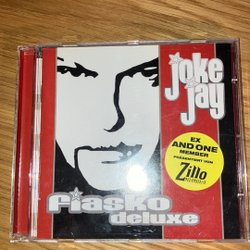 joke
jay
EX
AND ONE
MEMBER
PRÄSENTIERT VON
Zillo
fiasko
deluxe